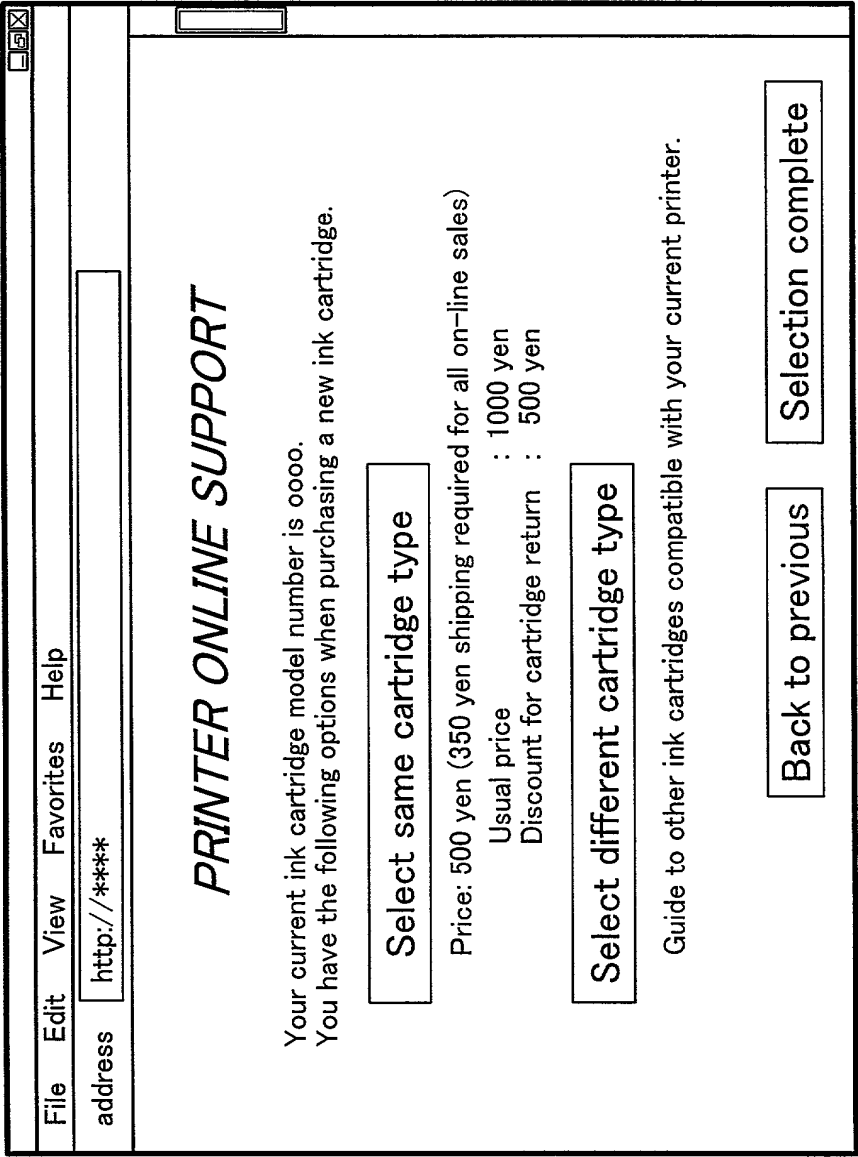 File Edit View Favorites Help
address http://****
PRINTER ONLINE SUPPORT
Your current ink cartridge model number is oooo.
You have the following options when purchasing a new ink cartridge.
Select same cartridge type
Price: 500 yen (350 yen shipping required for all on-line sales)
Usual price : 1000 yen
Discount for cartridge return : 500 yen
Select different cartridge type
Guide to other ink cartridges compatible with your current printer.
Back to previous Selection complete